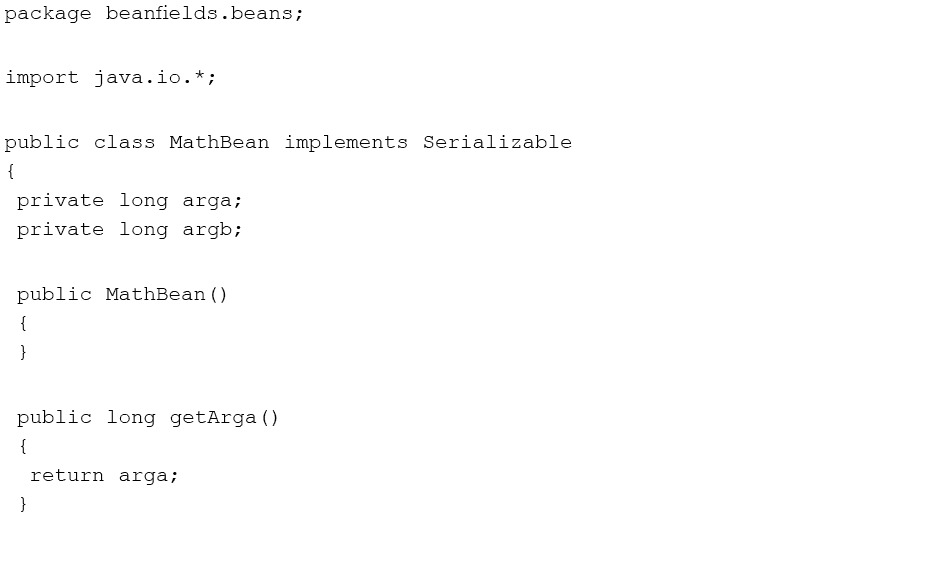 package beanfields.beans;
import java.io.*;
public class MathBean implements Serializable
{
private long arga;
private long argb;
public MathBean()
{
}
public long getArga()
{
return arga;
}